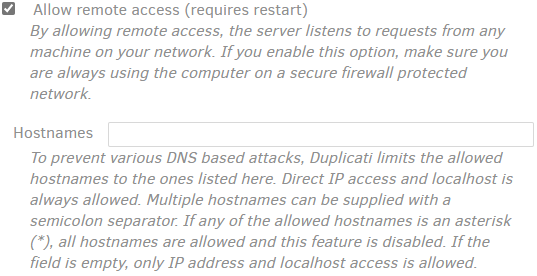 Allow remote access (requires restart)
By allowing remote access, the server listens to requests from any
machine on your network. If you enable this option, make sure you
are always using the computer on a secure firewall protected
network.
Hostnames
To prevent various DNS based attacks, Duplicati limits the allowed
hostnames to the ones listed here. Direct IP access and localhost is
always allowed. Multiple hostnames can be supplied with a
semicolon separator. If any of the allowed hostnames is an asterisk
(*), all hostnames are allowed and this feature is disabled. If the
field is empty, only IP address and localhost access is allowed.